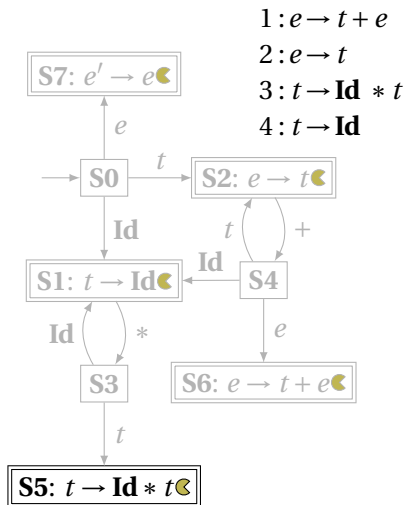 1 : e → t + e
2 : e → t
3 : t → Id * t
4 : t → Id
S7: e′ → e
e
S0
t
S2: e → t
Id
t
+
S1: t → Id
Id
S4
Id
*
e
S3
S6: e → t + e
t
S5: t → Id * t